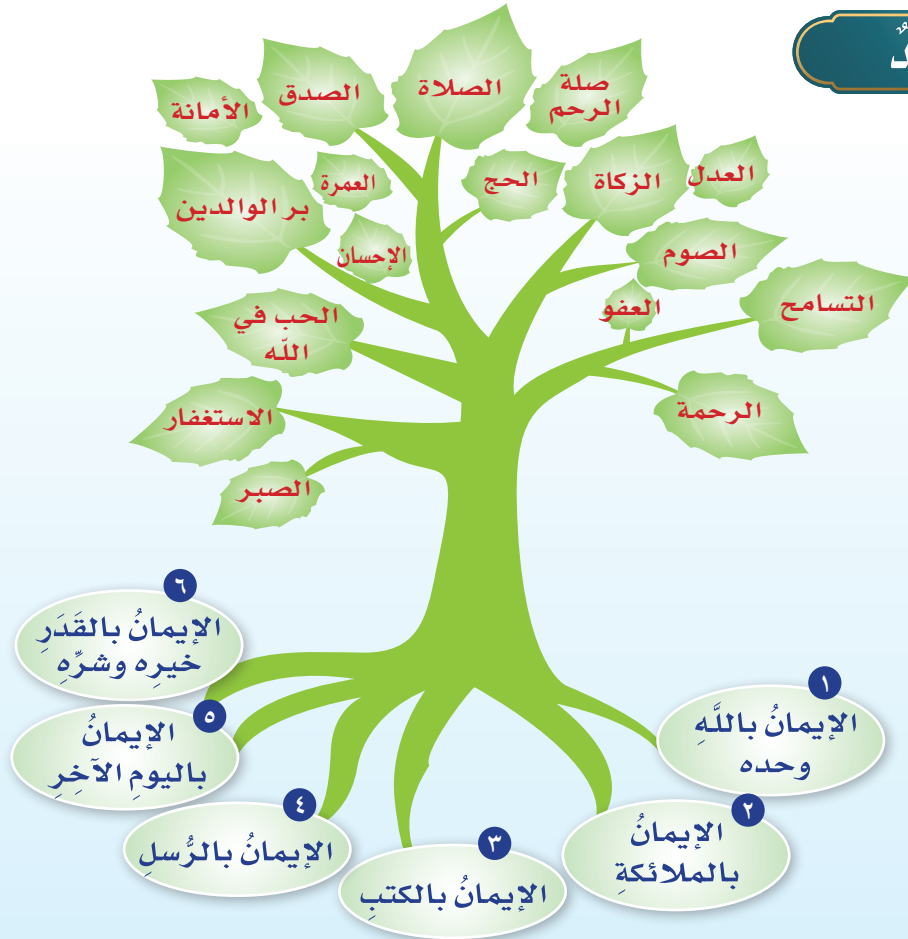 صلة
الرحم
الصلاة
الصدق
الأمانة
العدل
الزكاة
الحج
العمرة
بر الوالدين
الصوم
الإحسان
التسامح
العفو
الحب في
اللّه
الرحمة
الاستغفار
الصبر
١
الإيمانُ باللَّهِ
وحده
٢
الإيمانُ
بالملائكةِ
٣
الإيمانُ بالكتبِ
٤
الإيمانُ بالرُّسلِ
٥
الإيمانُ
باليومِ الآخِرِ
٦
الإيمانُ بالقَدَرِ
خيرِه وشرِّهِ